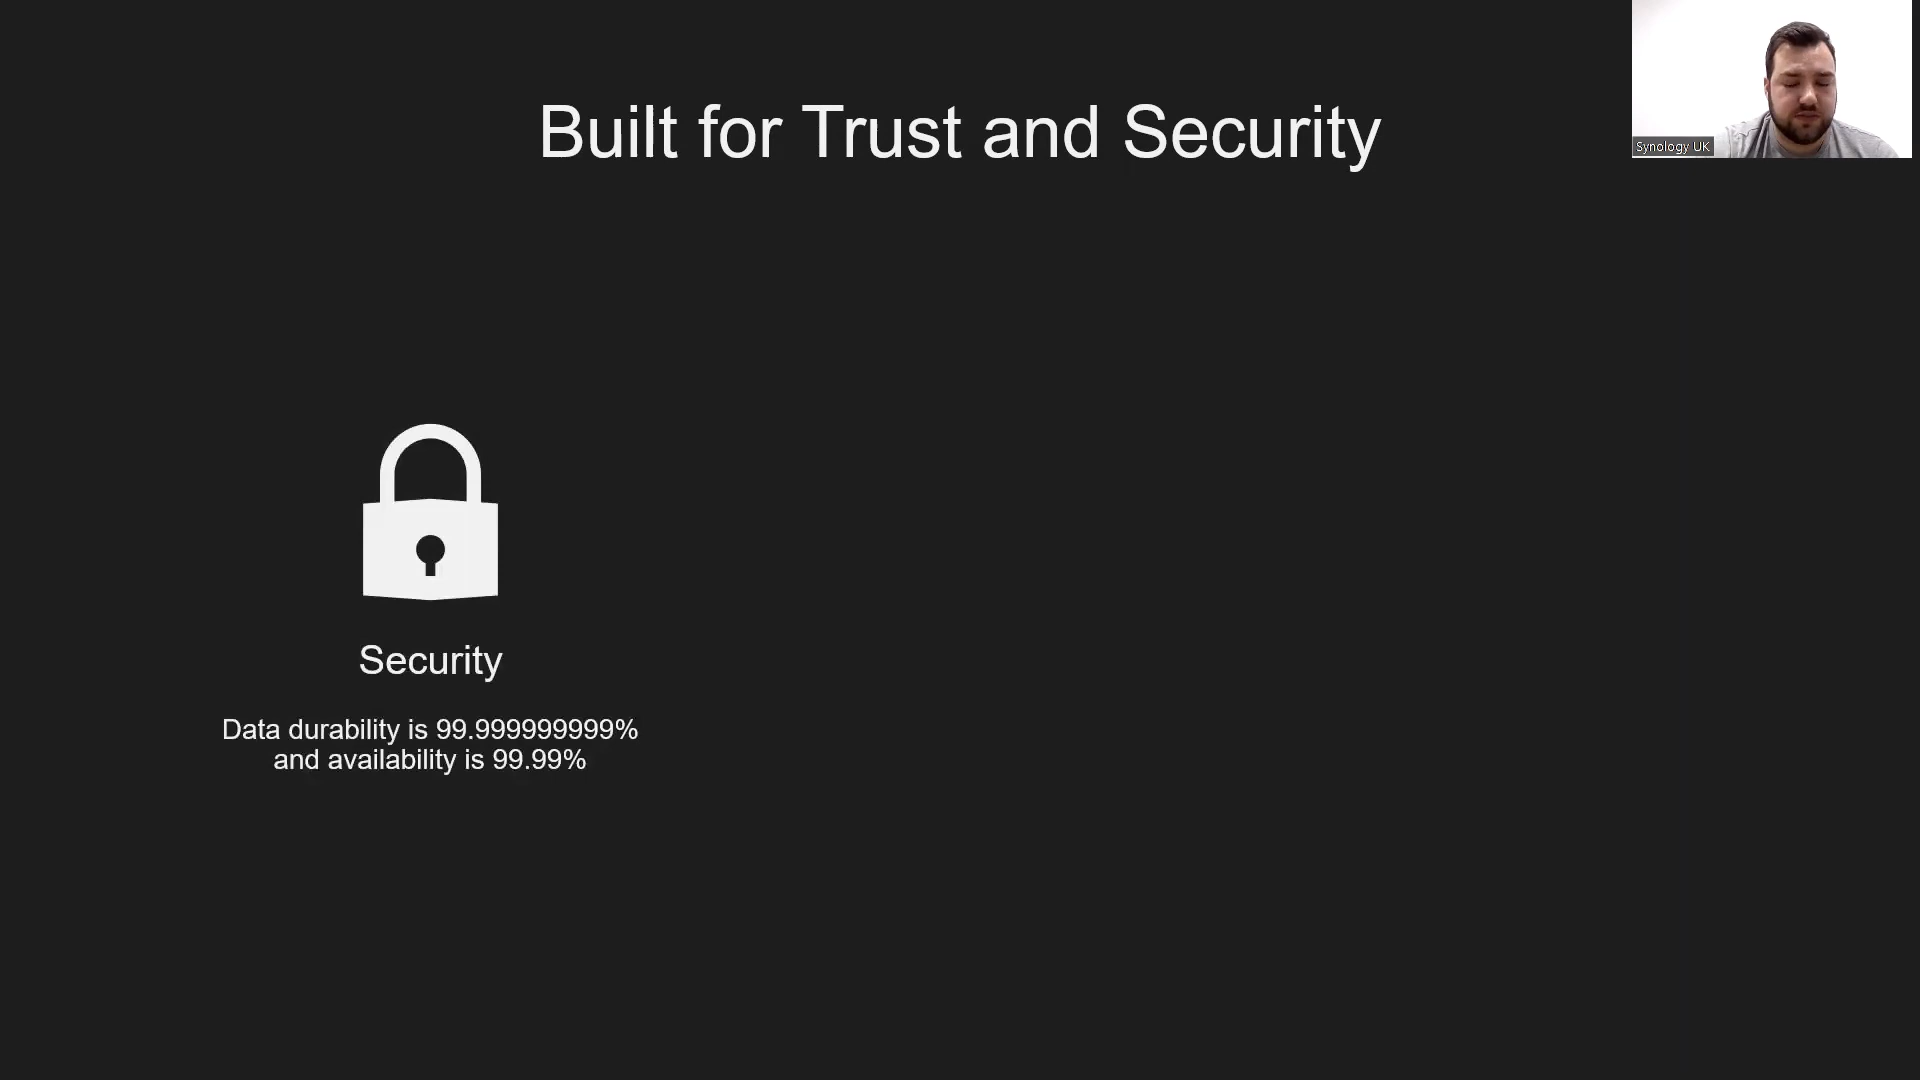 Built for Trust and Security
Synology UK
Security
Data durability is 99.999999999%
and availability is 99.99%